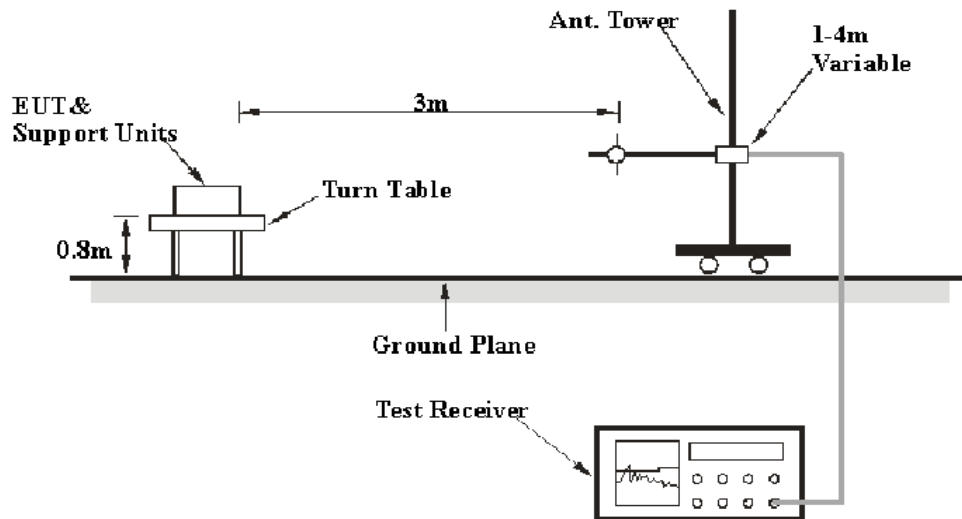 Ant. Tower
1-4m
Variable
EUT&
Support Units
3m
Turn Table
0.8m
Ground Plane
Test Receiver